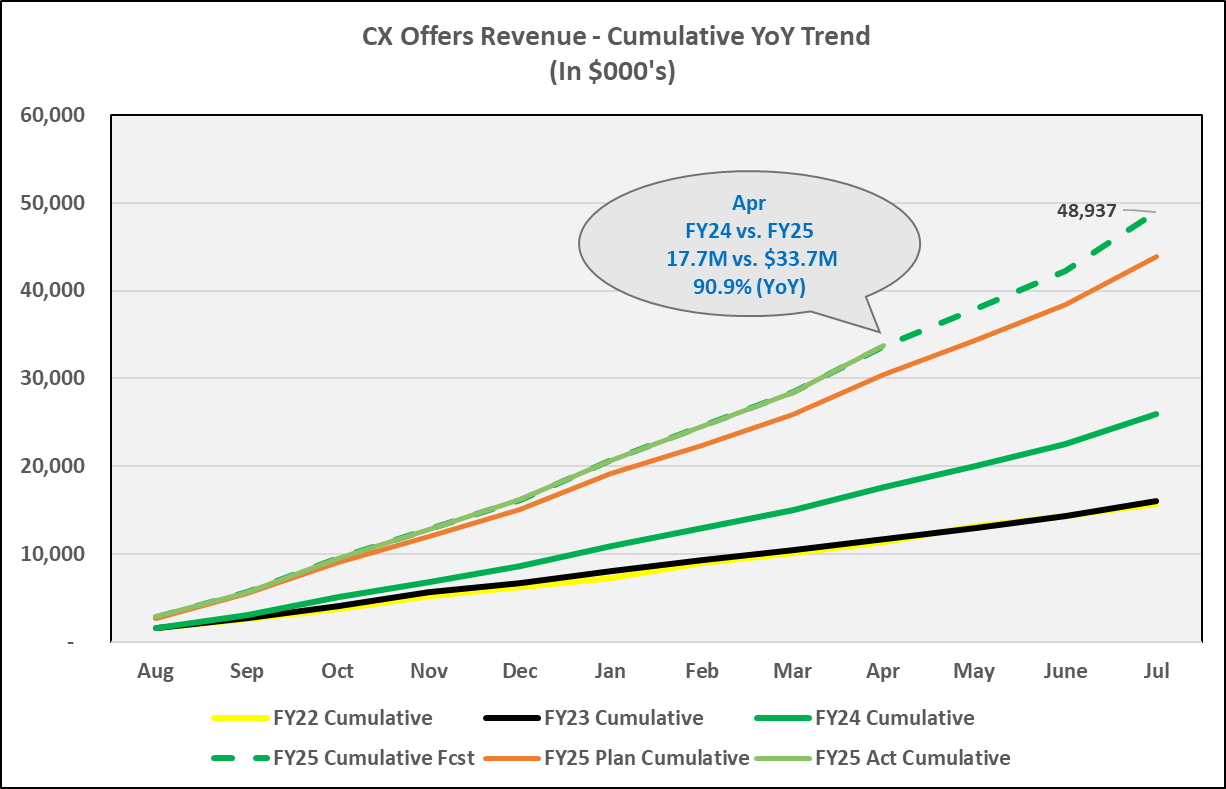 CX Offers Revenue - Cumulative YoY Trend
(In $000's)
60,000
50,000
40,000
30,000
20,000
10,000
-
Apr
FY24 vs. FY25
17.7M vs. $33.7M
90.9% (YoY)
48,937
Aug Sep Oct Nov Dec Jan Feb Mar Apr May June Jul
FY22 Cumulative FY23 Cumulative FY24 Cumulative
FY25 Cumulative Fcst FY25 Plan Cumulative FY25 Act Cumulative